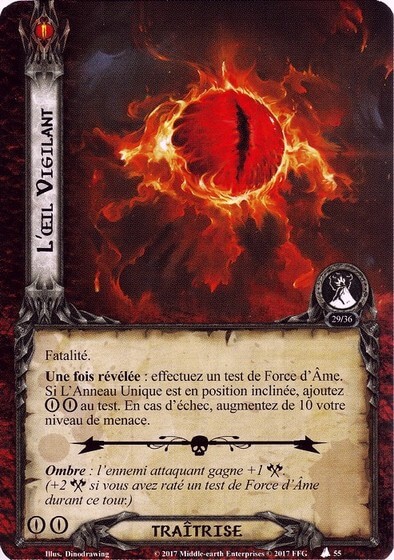 L'Œil Vigilant
29/36
Fatalité.
Une fois révélée : effectuez un test de Force d'Âme.
Si L'Anneau Unique est en position inclinée, ajoutez
au test. En cas d'échec, augmentez de 10 votre
niveau de menace.
Ombre : l'ennemi attaquant gagne +1
(+2 si vous avez raté un test de Force d'Âme
durant ce tour.)
TRAÎTRISE
Illus. Dinodrawing © 2017 Middle-earth Enterprises © 2017 FFG 55